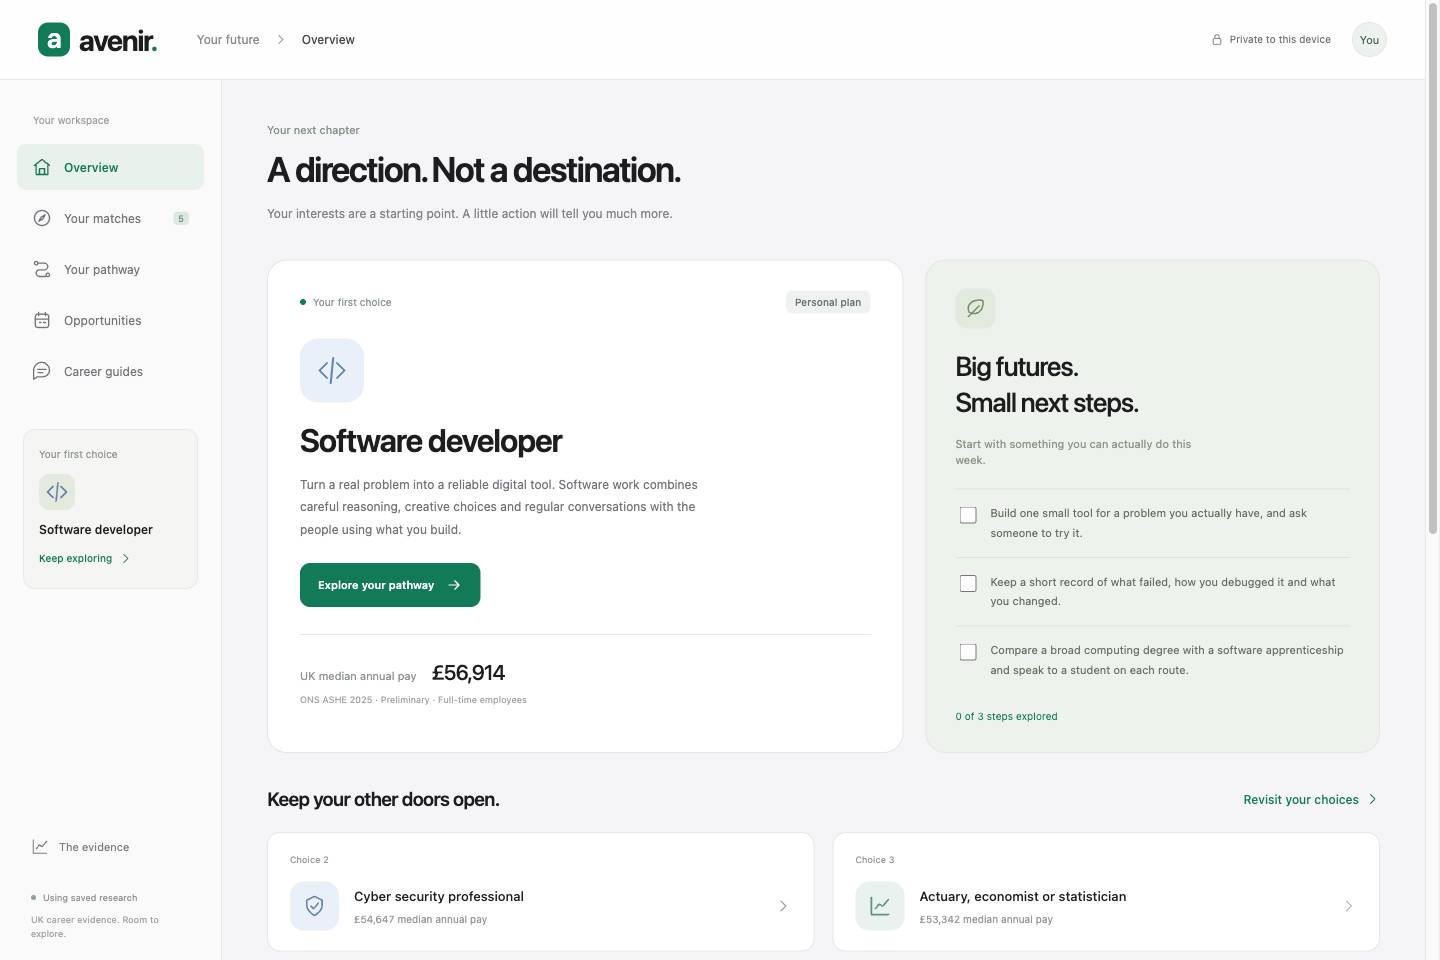 a avenir.
Your future
Overview
Private to this device
You
Your workspace
Overview
Your matches
5
Your pathway
Opportunities
Career guides
Your first choice
Software developer
Keep exploring
The evidence
Using saved research
UK career evidence. Room to
explore.
Your next chapter
A direction. Not a destination.
Your interests are a starting point. A little action will tell you much more.
Your first choice
Personal plan
Software developer
Turn a real problem into a reliable digital tool. Software work combines
careful reasoning, creative choices and regular conversations with the
people using what you build.
Explore your pathway
UK median annual pay £56,914
ONS ASHE 2025 · Preliminary · Full-time employees
Big futures.
Small next steps.
Start with something you can actually do this
week.
Build one small tool for a problem you actually have, and ask
someone to try it.
Keep a short record of what failed, how you debugged it and what
you changed.
Compare a broad computing degree with a software apprenticeship
and speak to a student on each route.
0 of 3 steps explored
Keep your other doors open.
Revisit your choices
Choice 2
Cyber security professional
£54,647 median annual pay
Choice 3
Actuary, economist or statistician
£53,342 median annual pay